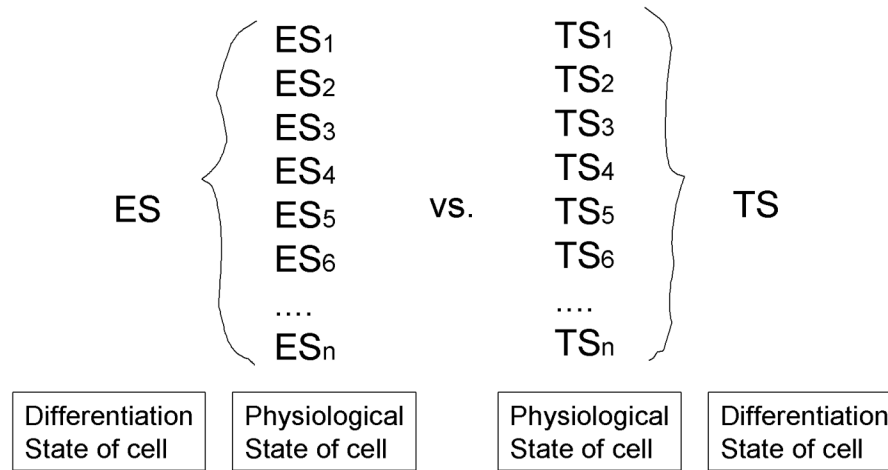 ES1 TS1
ES2 TS2
ES3 TS3
ES4 TS4
ES ES5 vs. TS5 TS
ES6 TS6
.... ....
ESn TSn
Differentiation Physiological Physiological Differentiation
State of cell State of cell State of cell State of cell